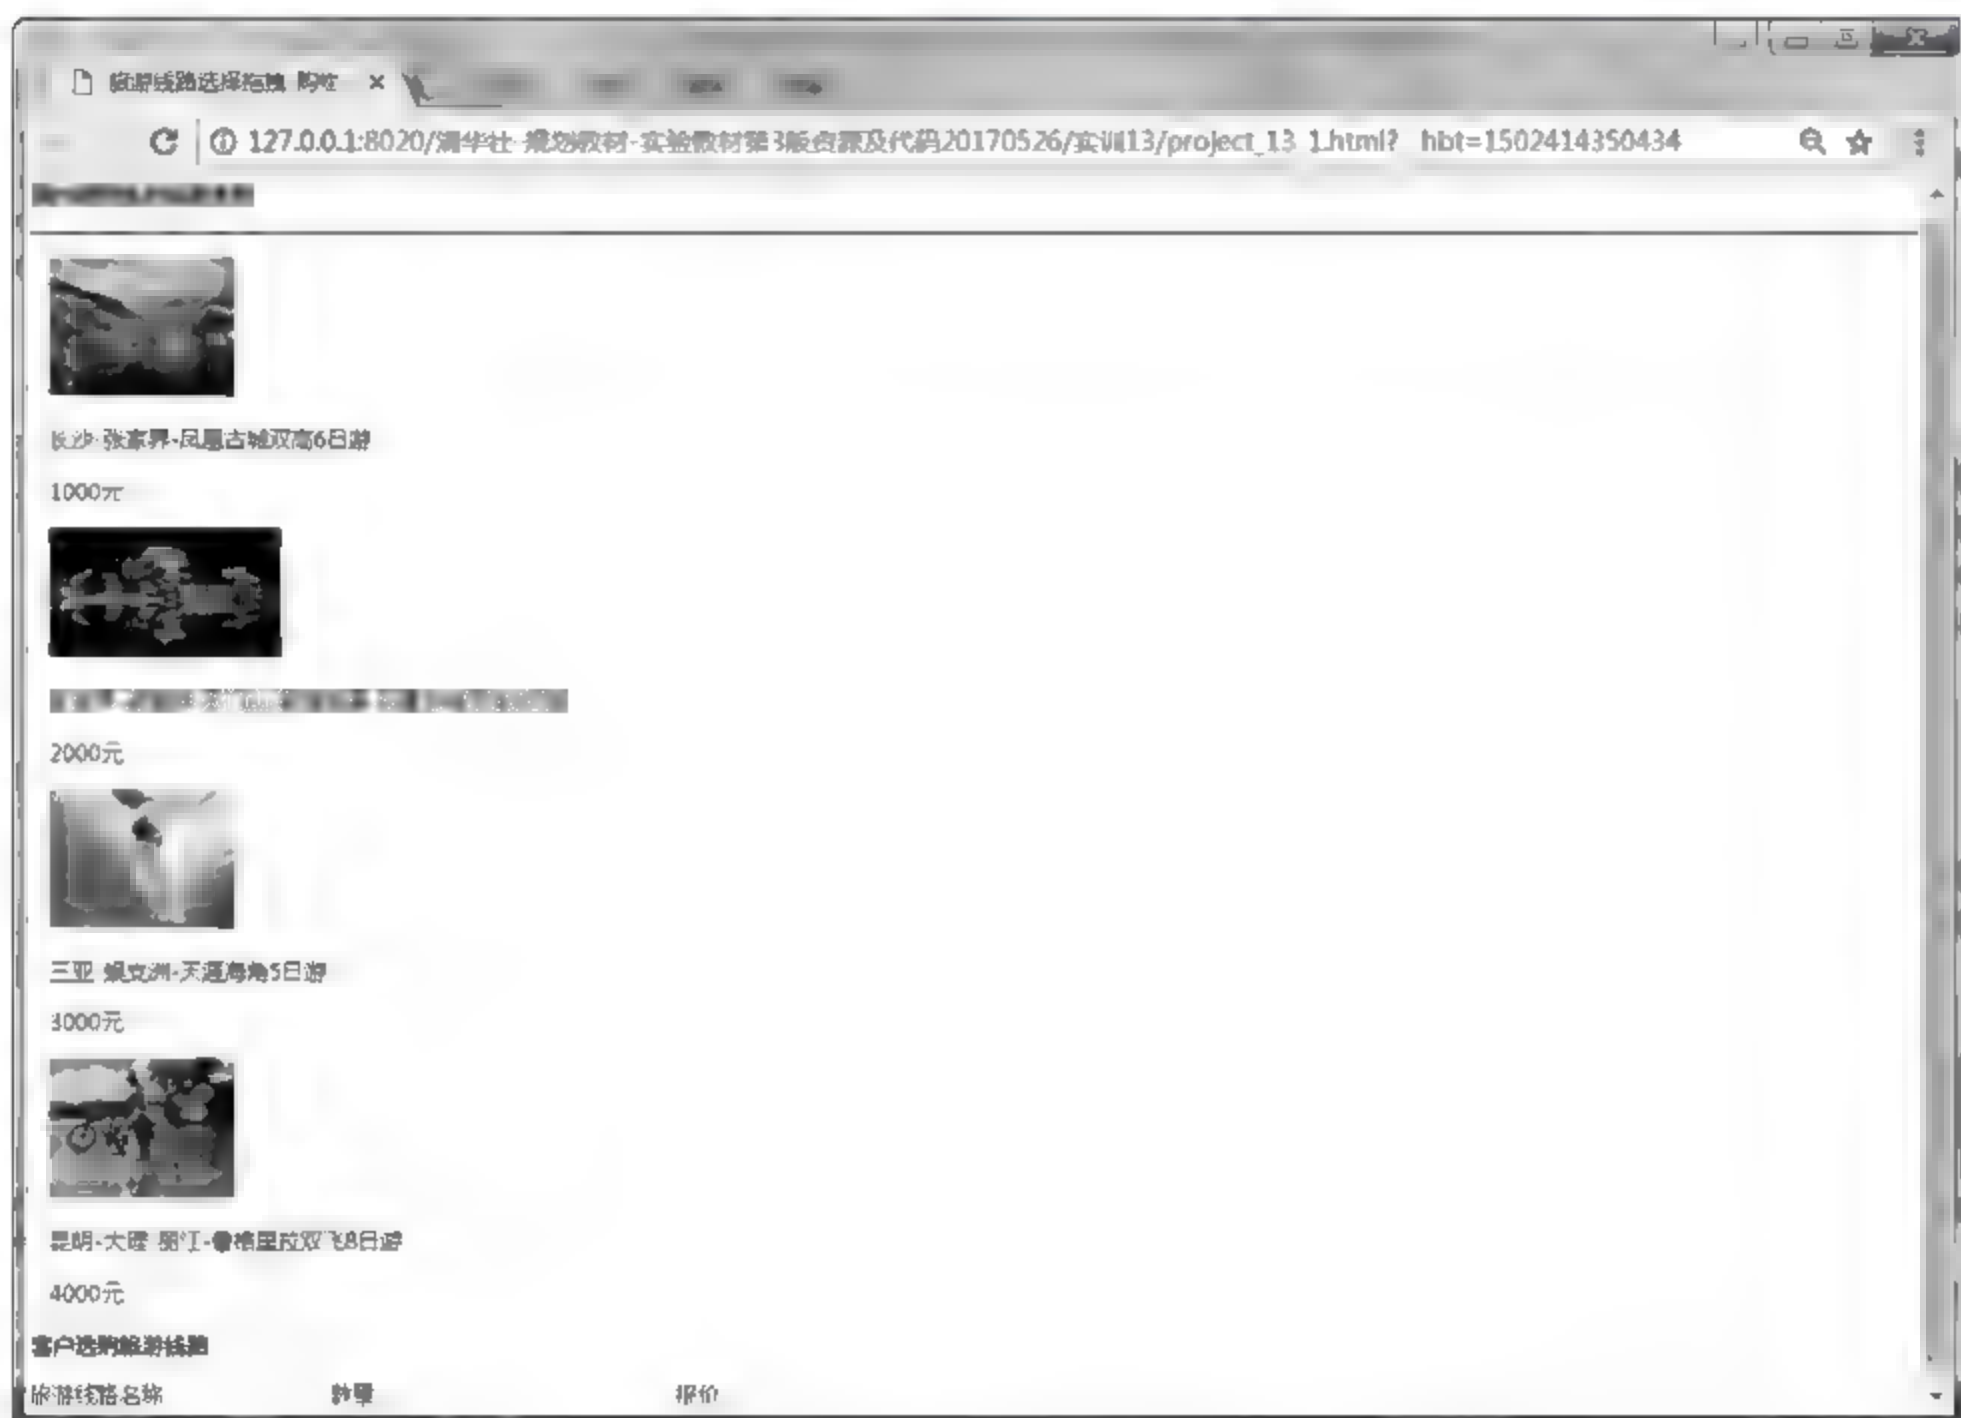 旅游线路选择拖拽 购
127.0.0.1:8020/清华社-规划教材-实验教材第3版资源及代码20170526/实训13/project_13_1.html?__hbt=1502414350434
长沙-张家界-凤凰古城双高6日游
1000元
2000元
三亚-蜈支洲-天涯海角5日游
3000元
昆明-大理-丽江-香格里拉双飞8日游
4000元
客户选购旅游线路
旅游线路名称 数量 报价